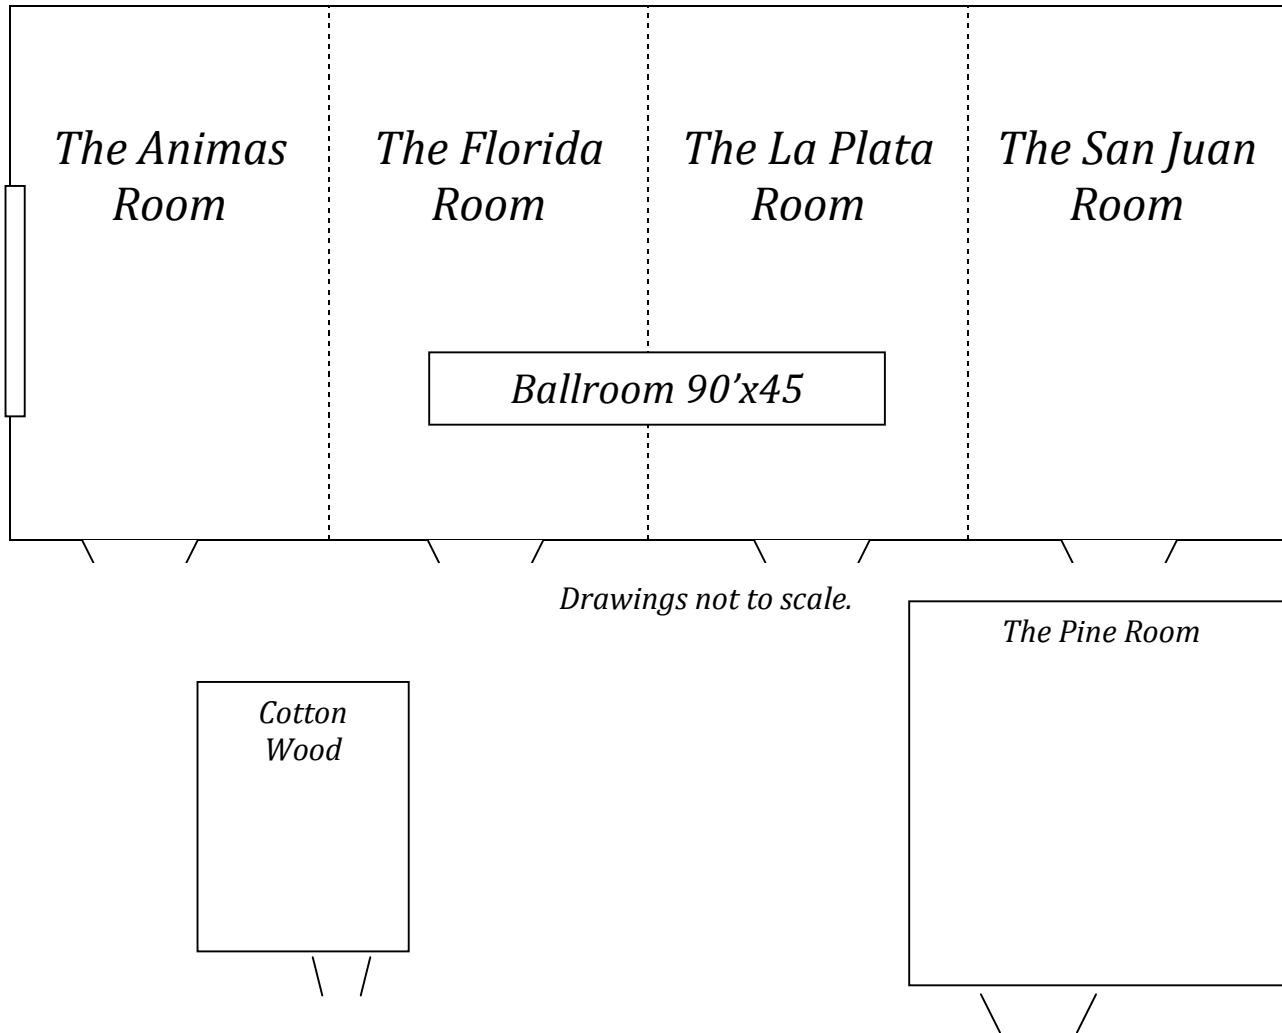 The Animas
Room
The Florida
Room
The La Plata
Room
The San Juan
Room
Ballroom 90’x45
Drawings not to scale.
The Pine Room
Cotton
Wood